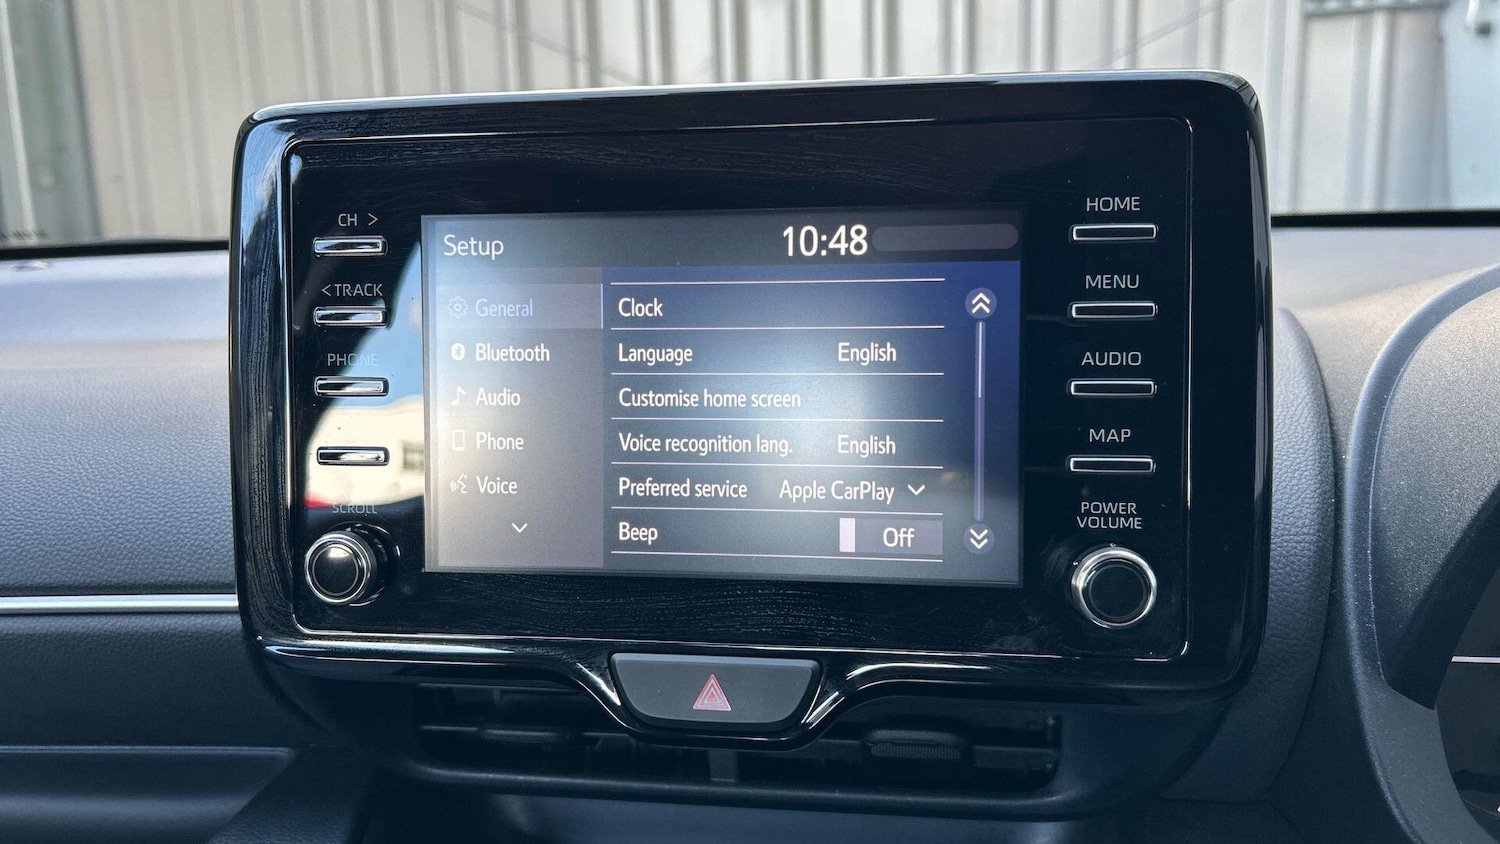 CH >
< TRACK
PHONE
SCROLL
Setup
10:48
General
Bluetooth
Audio
Phone
Voice
Clock
Language English
Customise home screen
Voice recognition lang. English
Preferred service Apple CarPlay
Beep Off
HOME
MENU
AUDIO
MAP
POWER
VOLUME